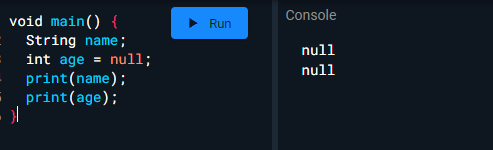 void main() {
String name;
int age = null;
print(name);
print(age);
}
Run
Console
null
null